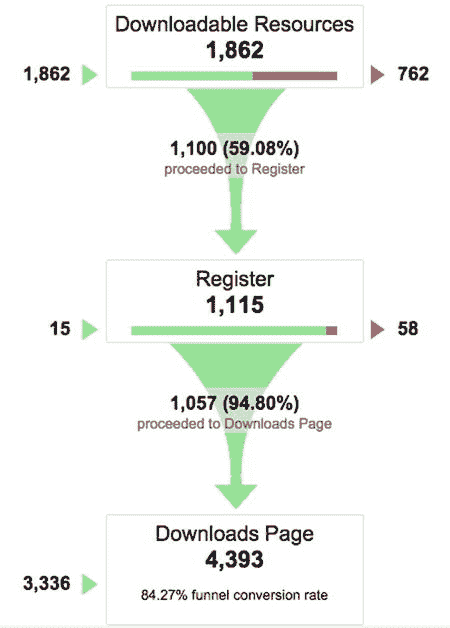 Downloadable Resources
1,862
1,862
762
1,100 (59.08%)
proceeded to Register
Register
1,115
15
58
1,057 (94.80%)
proceeded to Downloads Page
Downloads Page
4,393
3,336
84.27% funnel conversion rate